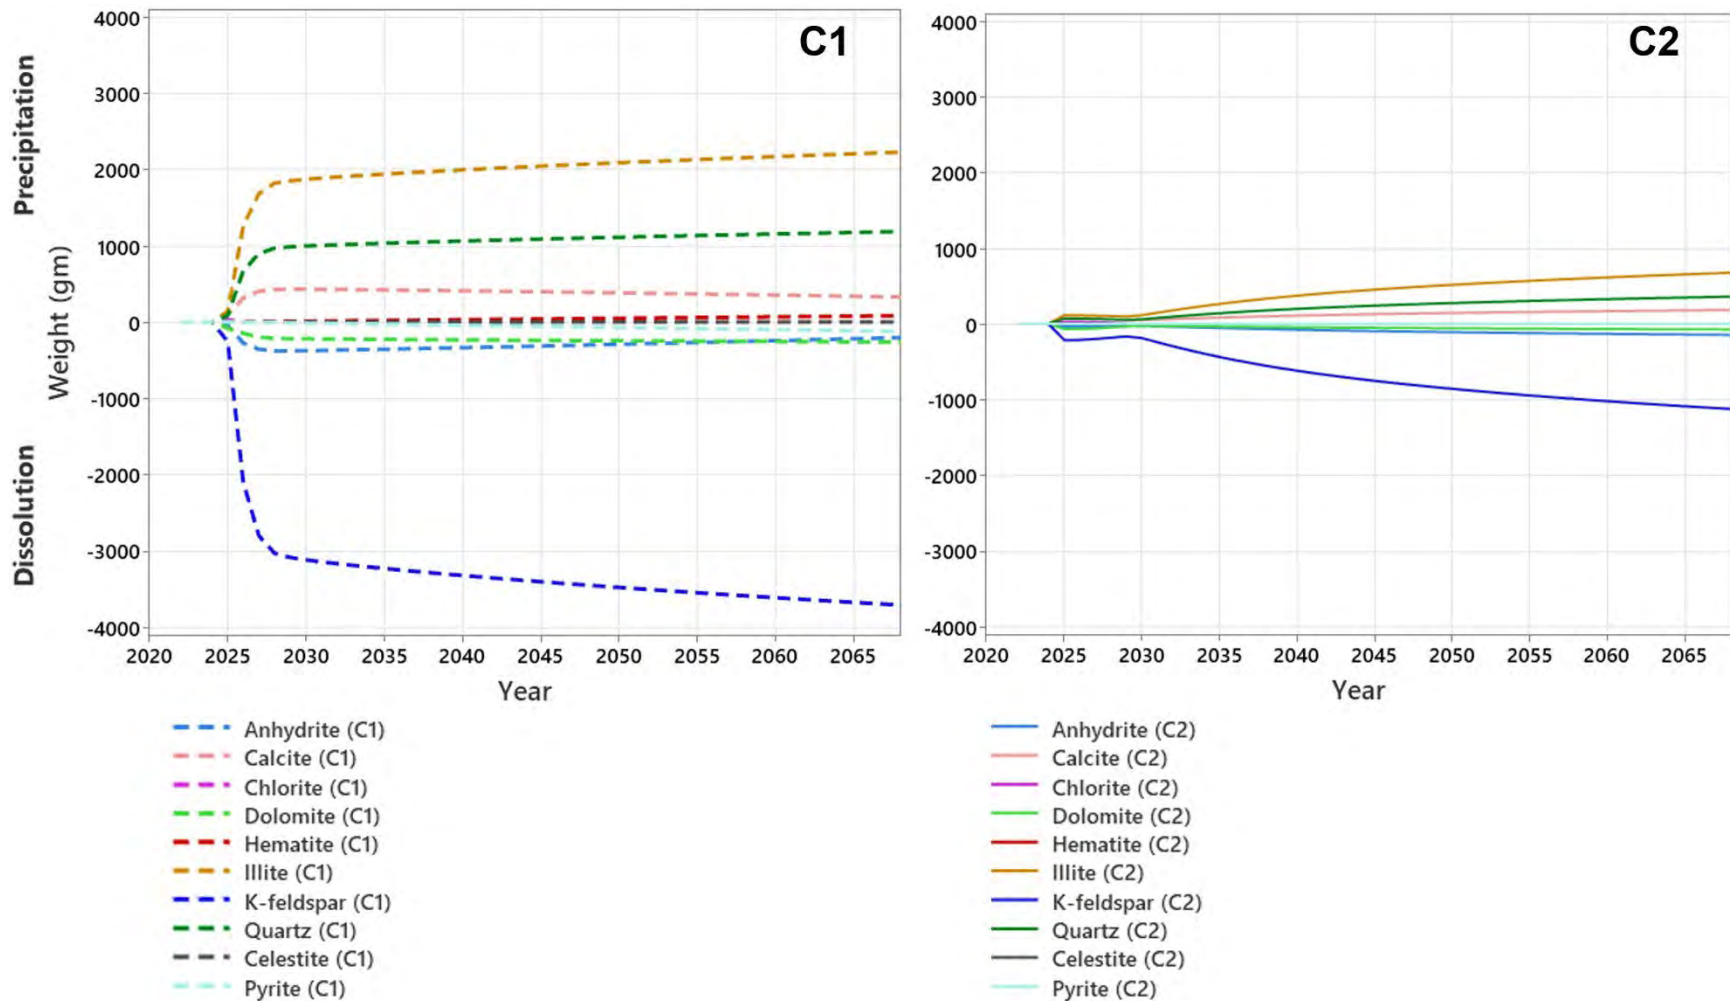 C1
Precipitation
Weight (gm)
Dissolution
4000
3000
2000
1000
0
-1000
-2000
-3000
-4000
2020 2025 2030 2035 2040 2045 2050 2055 2060 2065
Year
Anhydrite (C1)
Calcite (C1)
Chlorite (C1)
Dolomite (C1)
Hematite (C1)
Illite (C1)
K-feldspar (C1)
Quartz (C1)
Celestite (C1)
Pyrite (C1)
C2
4000
3000
2000
1000
0
-1000
-2000
-3000
-4000
2020 2025 2030 2035 2040 2045 2050 2055 2060 2065
Year
Anhydrite (C2)
Calcite (C2)
Chlorite (C2)
Dolomite (C2)
Hematite (C2)
Illite (C2)
K-feldspar (C2)
Quartz (C2)
Celestite (C2)
Pyrite (C2)